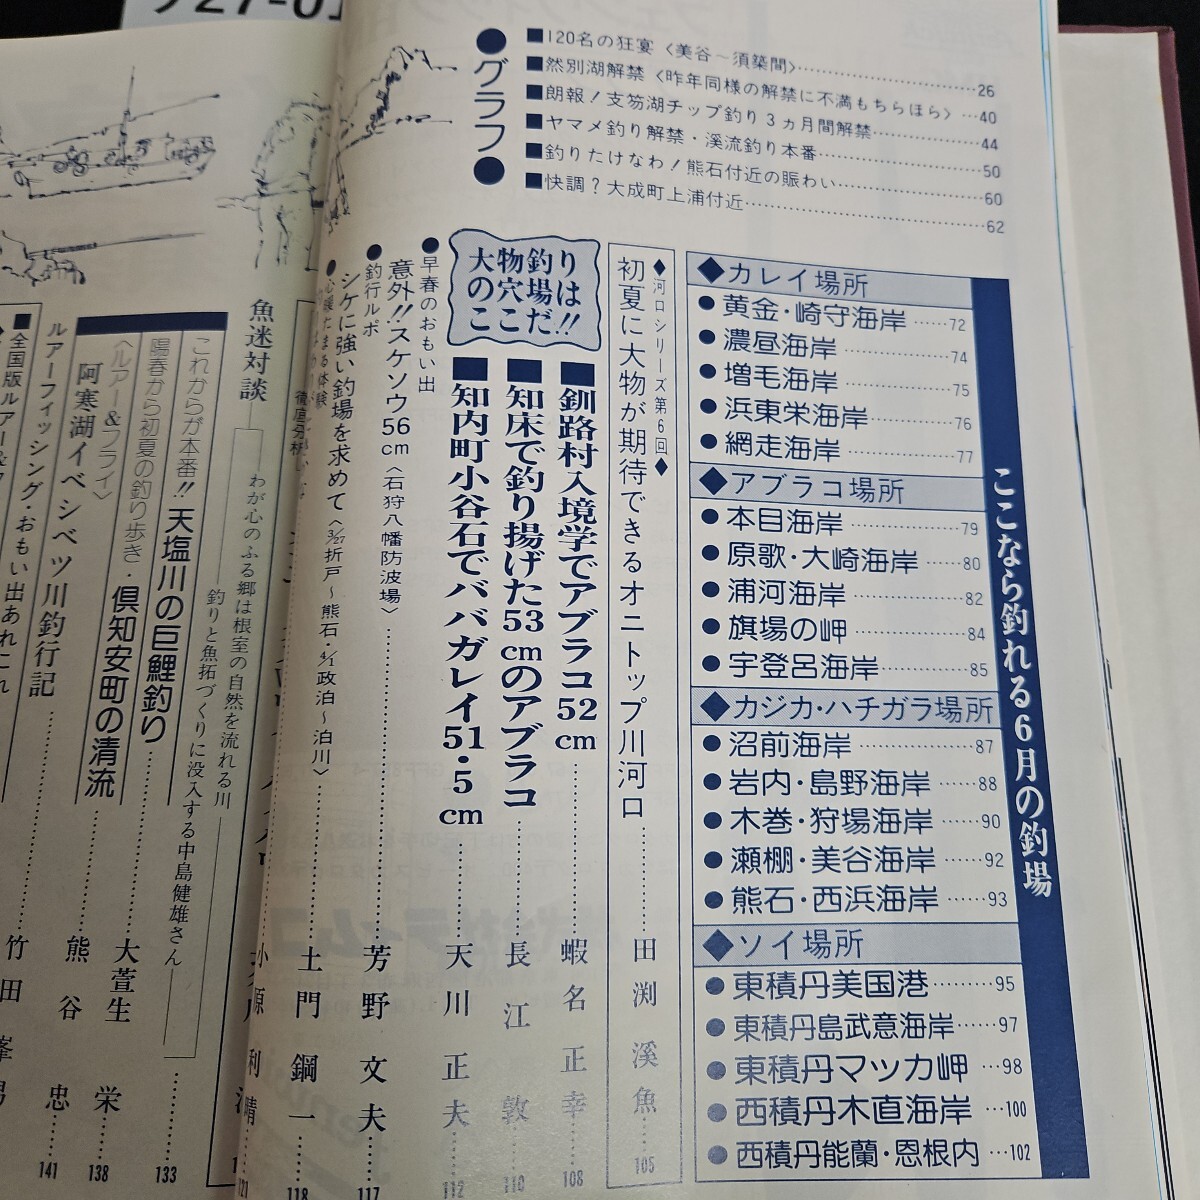 ●グラフ●
■120名の狂宴〈美谷～須築間〉……26
■然別湖解禁〈昨年同様の解禁に不満もちらほら〉…40
■朗報！支笏湖チップ釣り３ヵ月間解禁……44
■ヤマメ釣り解禁・渓流釣り本番……50
■釣りたけなわ！熊石付近の賑わい……60
■快調？大成町上浦付近……62
ここなら釣れる6月の釣場
◆カレイ場所
●黄金・崎守海岸……72
●濃昼海岸……74
●増毛海岸……75
●浜東栄海岸……76
●網走海岸……77
◆アブラコ場所
●本目海岸……79
●原歌・大崎海岸……80
●浦河海岸……82
●旗場の岬……84
●宇登呂海岸……85
◆カジカ・ハチガラ場所
●沼前海岸……87
●岩内・島野海岸……88
●木巻・狩場海岸……90
●瀬棚・美谷海岸……92
●熊石・西浜海岸……93
◆ソイ場所
●東積丹美国港……95
●東積丹島武意海岸……97
●東積丹マッカ岬…98
●西積丹木直海岸…100
●西積丹能蘭・恩根内…102
◆河口シリーズ第6回◆
初夏に大物が期待できるオニトップ川河口……田渕溪魚 105
大物釣り
の穴場は
ここだ!!
■釧路村入境学でアブラコ52cm……蝦名正幸 108
■知床で釣り揚げた53cmのアブラコ……長江敦 110
■知内町小谷石でババガレイ51・5cm……天川正夫 112
●早春のおもい出
意外!!スケソウ56cm〈石狩八幡防波場〉……芳野文夫 117
●釣行ルポ
シケに強い釣場を求めて〈3/27折戸～熊石・4/1政泊～泊川〉……土門鋼一 118
小原利晴 121
魚迷対談
わが心のふる郷は根室の自然を流れる川
釣りと魚拓づくりに没入する中島健雄さん
これからが本番!!天塩川の巨鯉釣り……133
陽春から初夏の釣り歩き・倶知安町の清流……大萱生栄 138
〈ルアー&フライ〉
阿寒湖イベシベツ川釣行記……熊谷忠 141
ルアーフィッシング・おもい出あれこれ
竹田峯
■全国版ルアー&